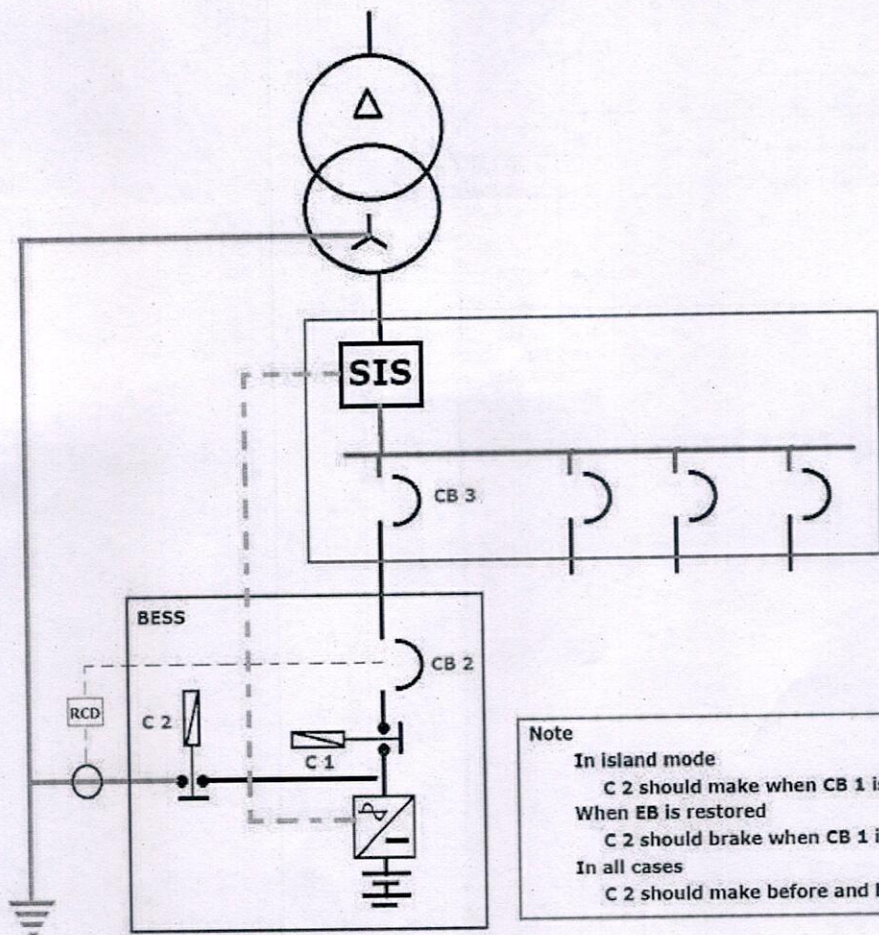 SIS
CB 3
BESS
CB 2
RCD
C 2
C 1
Note
In island mode
C 2 should make when CB 1
When EB is restored
C 2 should brake when CB 1
In all cases
C 2 should make before and